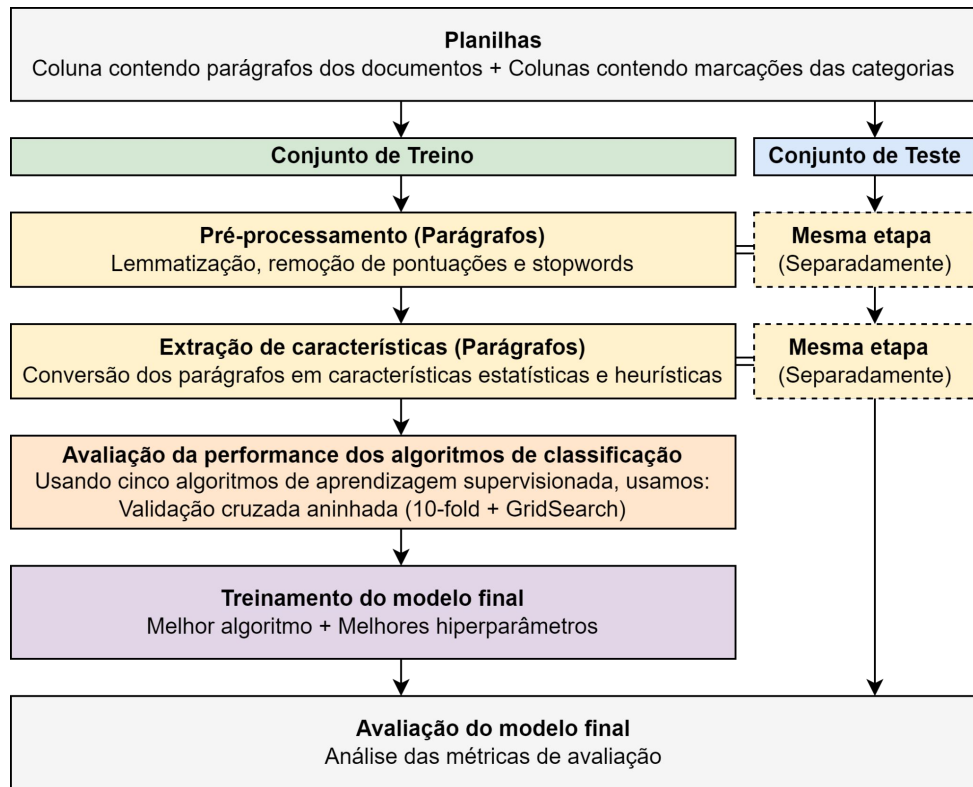 Planilhas
Coluna contendo parágrafos dos documentos + Colunas contendo marcações das categorias
Conjunto de Treino
Conjunto de Teste
Pré-processamento (Parágrafos)
Lemmatização, remoção de pontuações e stopwords
Mesma etapa
(Separadamente)
Extração de características (Parágrafos)
Conversão dos parágrafos em características estatísticas e heurísticas
Mesma etapa
(Separadamente)
Avaliação da performance dos algoritmos de classificação
Usando cinco algoritmos de aprendizagem supervisionada, usamos:
Validação cruzada aninhada (10-fold + GridSearch)
Treinamento do modelo final
Melhor algoritmo + Melhores hiperparâmetros
Avaliação do modelo final
Análise das métricas de avaliação